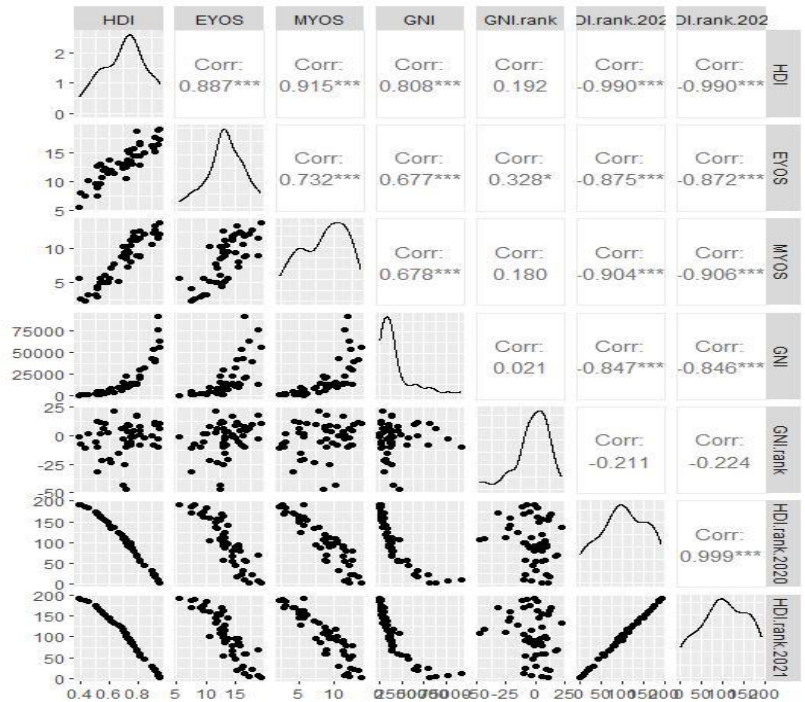 HDI EYOS MYOS GNI GNI.rank DI.rank.202 DI.rank.202
2
1
0
Corr: 0.887***
Corr: 0.915***
Corr: 0.808***
Corr: 0.192
Corr: -0.990***
Corr: -0.990***
HDI
15
10
5
Corr: 0.732***
Corr: 0.677***
Corr: 0.328*
Corr: -0.875***
Corr: -0.872***
EYOS
10
5
Corr: 0.678***
Corr: 0.180
Corr: -0.904***
Corr: -0.906***
MYOS
75000
50000
25000
0
Corr: 0.021
Corr: -0.847***
Corr: -0.846***
GNI
25
0
-25
-50
Corr: -0.211
Corr: -0.224
GNI.rank
200
150
100
50
0
Corr: 0.999***
HDI.rank.2020
200
150
100
50
0
HDI.rank.2021
0.4 0.6 0.8 5 10 15 5 10 -25 0 25 0 50 100 150 200 0 50 100 150 200